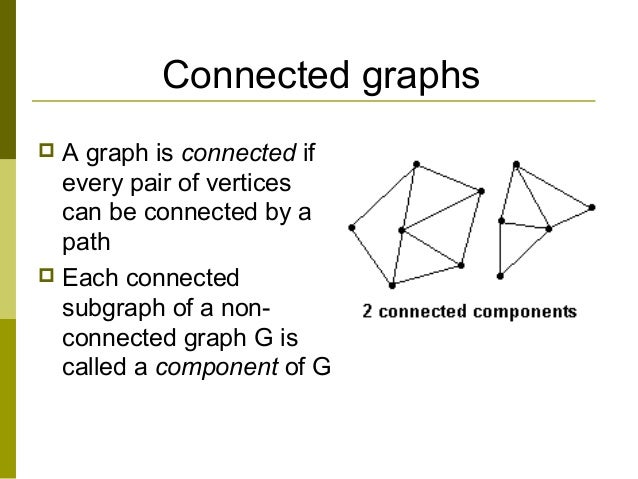 Connected graphs
A graph is connected if
every pair of vertices
can be connected by a
path
Each connected
subgraph of a non-
connected graph G is
called a component of G
2 connected components